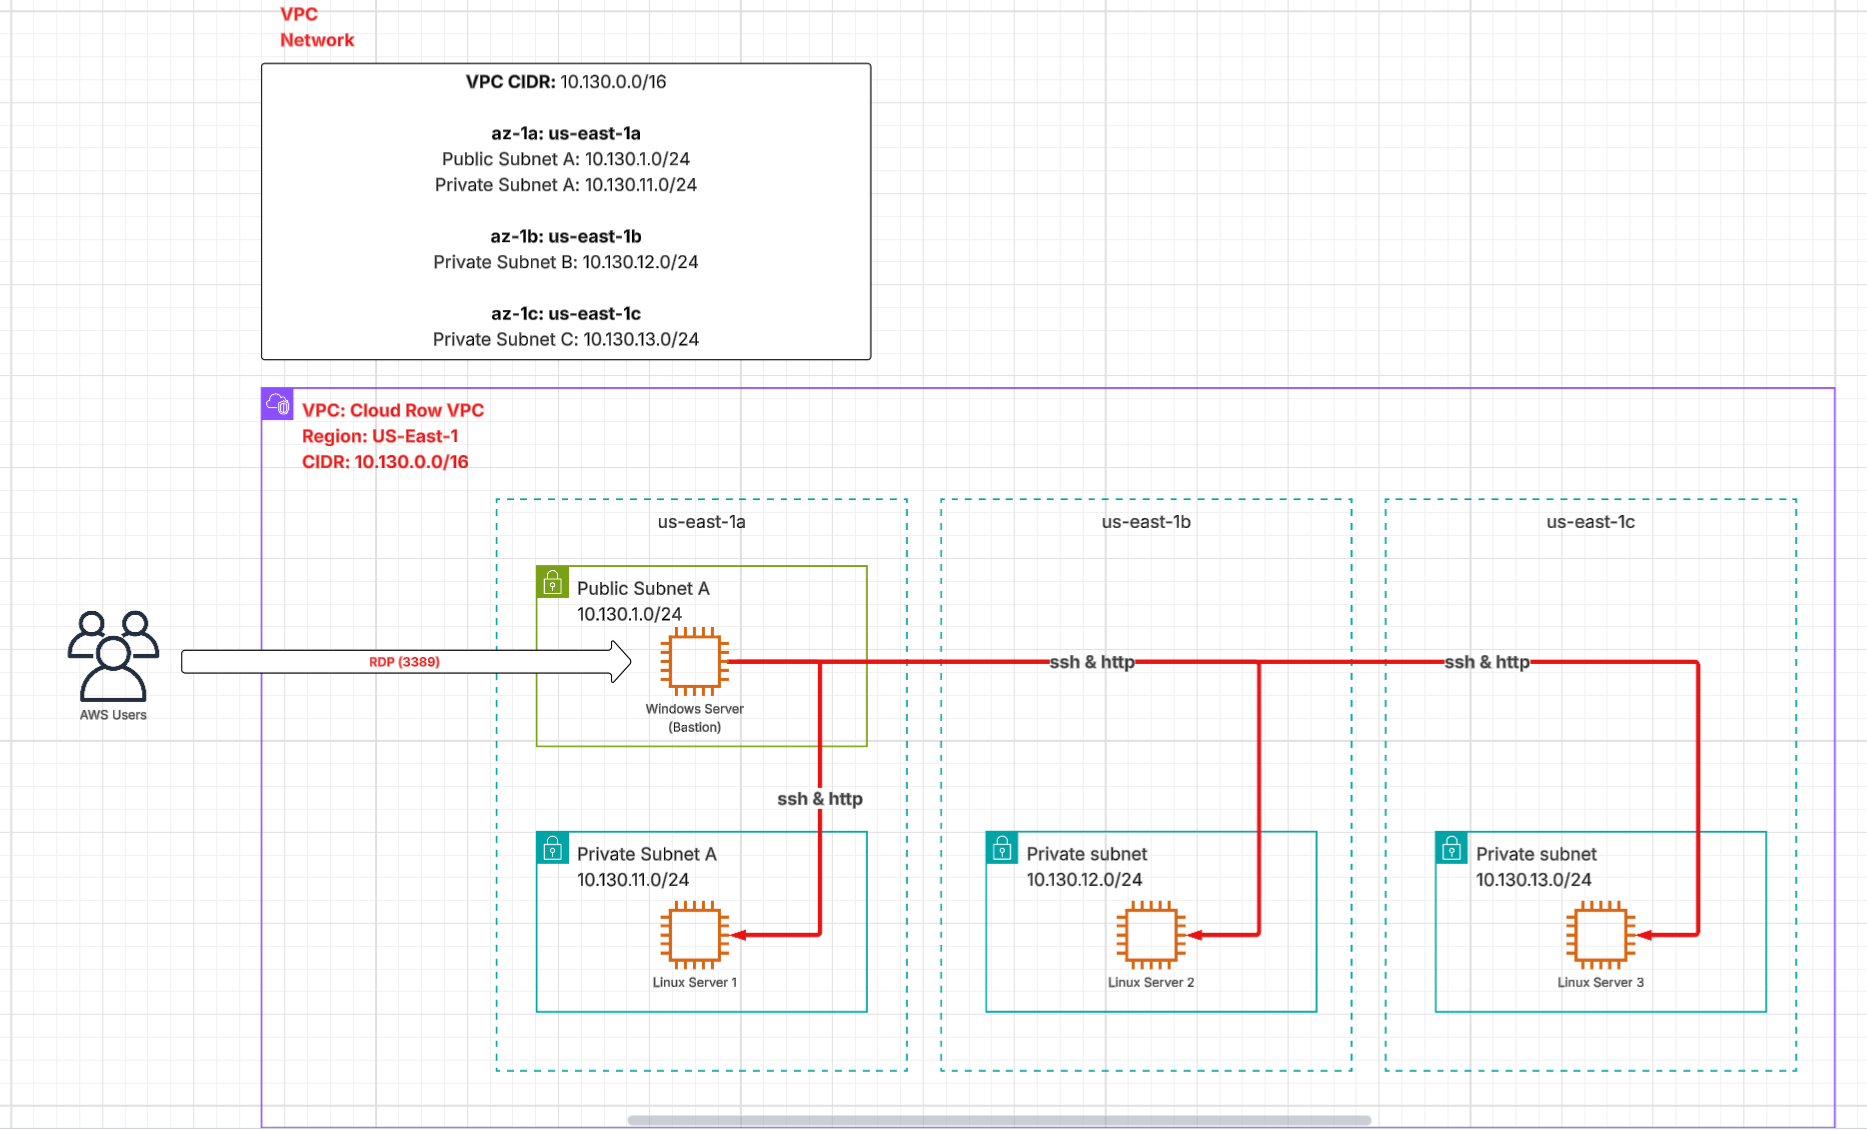 VPC
Network
VPC CIDR: 10.130.0.0/16
az-1a: us-east-1a
Public Subnet A: 10.130.1.0/24
Private Subnet A: 10.130.11.0/24
az-1b: us-east-1b
Private Subnet B: 10.130.12.0/24
az-1c: us-east-1c
Private Subnet C: 10.130.13.0/24
VPC: Cloud Row VPC
Region: US-East-1
CIDR: 10.130.0.0/16
us-east-1a
us-east-1b
us-east-1c
Public Subnet A
10.130.1.0/24
RDP (3389)
ssh & http
ssh & http
AWS Users
Windows Server
(Bastion)
ssh & http
Private Subnet A
10.130.11.0/24
Private subnet
10.130.12.0/24
Private subnet
10.130.13.0/24
Linux Server 1
Linux Server 2
Linux Server 3